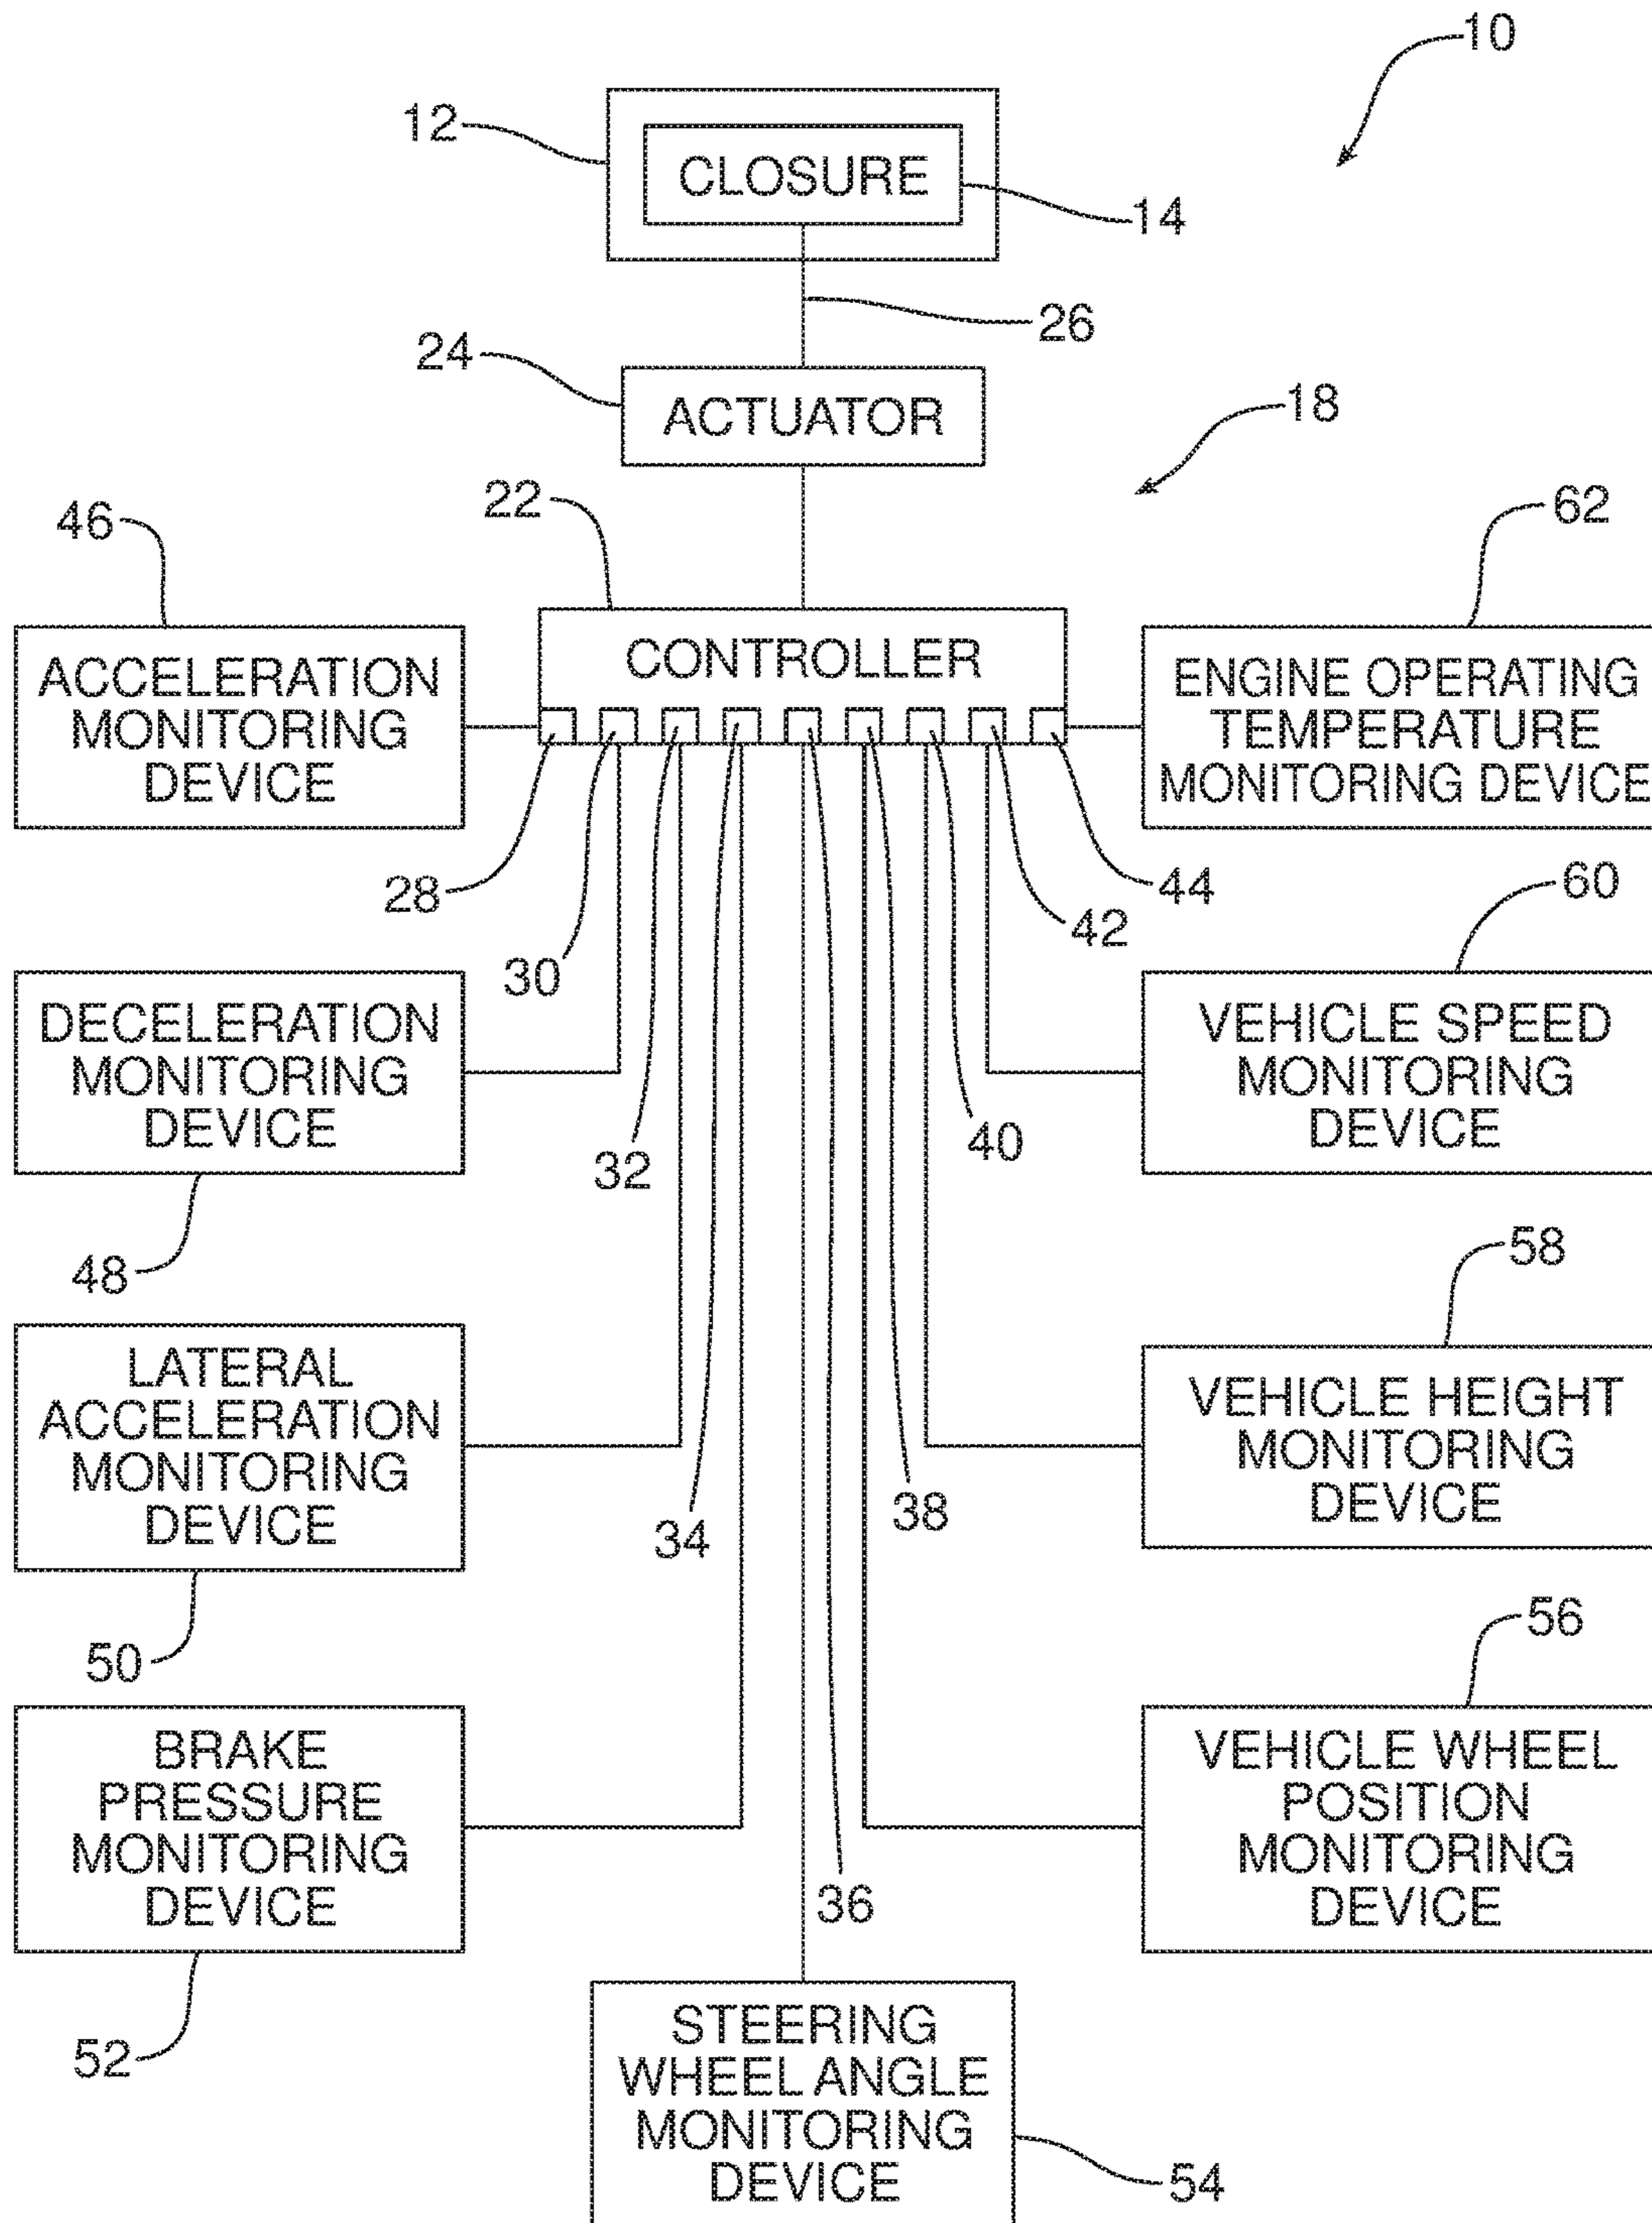 10
12
CLOSURE
14
26
24
ACTUATOR
18
22
46
62
CONTROLLER
ACCELERATION
MONITORING
DEVICE
ENGINE OPERATING
TEMPERATURE
MONITORING DEVICE
28
44
42
30
60
DECELERATION
MONITORING
DEVICE
VEHICLE SPEED
MONITORING
DEVICE
32
40
48
58
LATERAL
ACCELERATION
MONITORING
DEVICE
VEHICLE HEIGHT
MONITORING
DEVICE
34
38
50
56
BRAKE
PRESSURE
MONITORING
DEVICE
VEHICLE WHEEL
POSITION
MONITORING
DEVICE
36
52
STEERING
WHEEL ANGLE
MONITORING
DEVICE
54